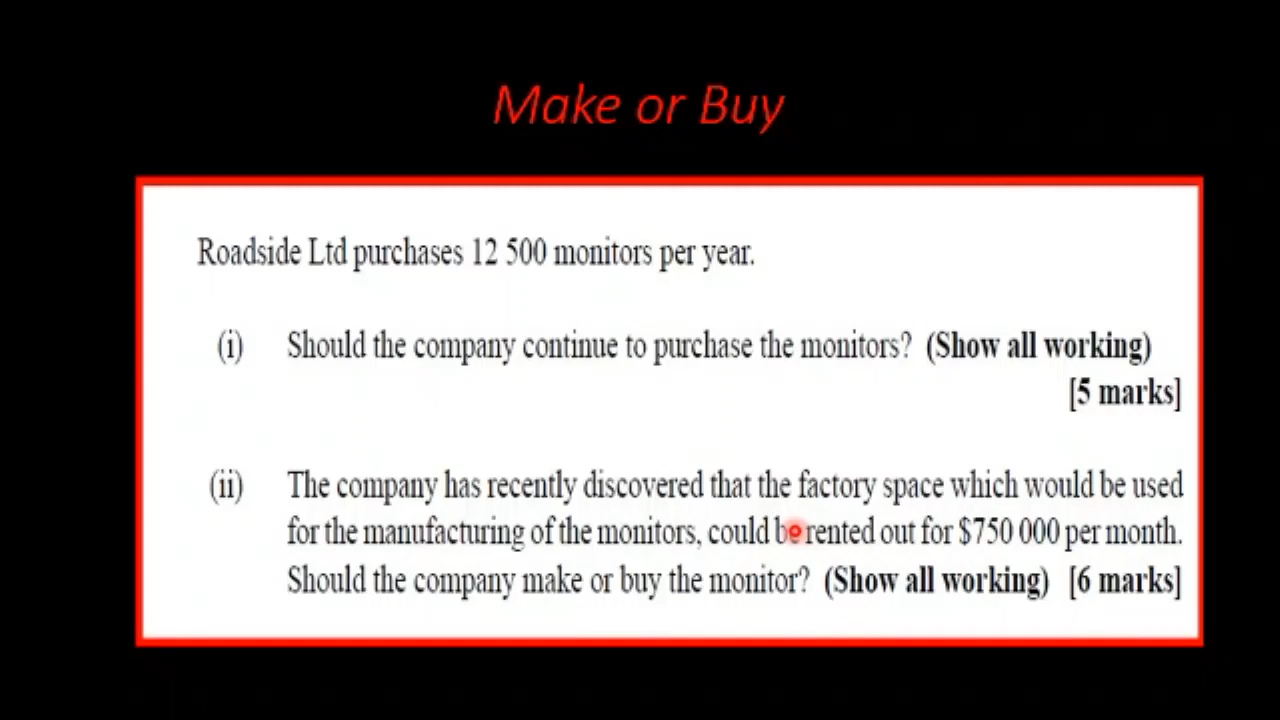 Make or Buy
Roadside Ltd purchases 12 500 monitors per year.
(i) Should the company continue to purchase the monitors? (Show all working)
[5 marks]
(ii) The company has recently discovered that the factory space which would be used
for the manufacturing of the monitors, could be rented out for $750 000 per month.
Should the company make or buy the monitor? (Show all working) [6 marks]